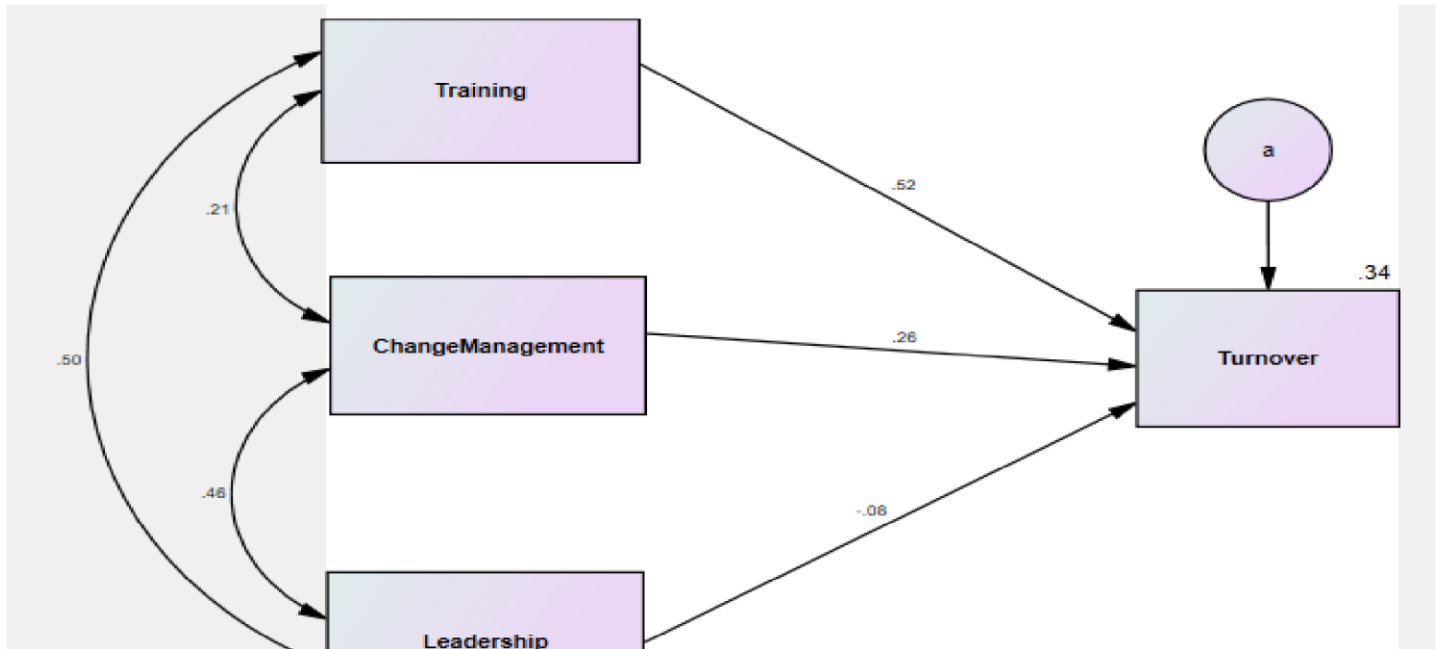 Training
a
.52
.21
.34
ChangeManagement
.26
Turnover
.50
.46
-.08
Leadership